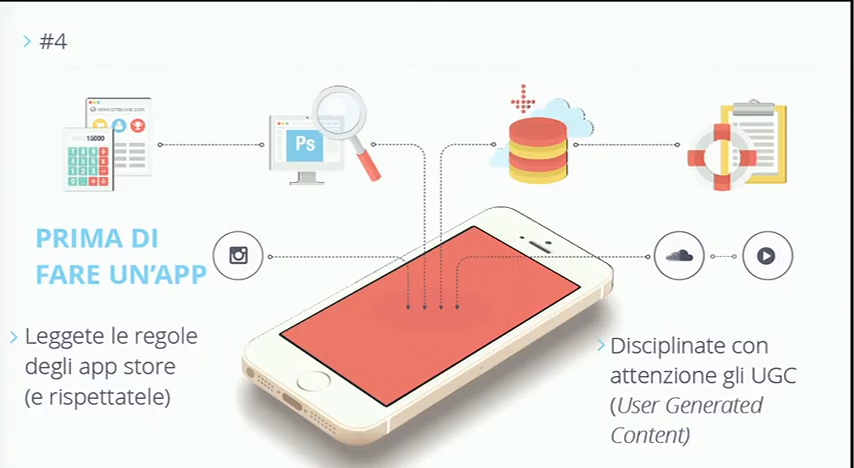 #4
15000
Ps
PRIMA DI
FARE UN'APP
Leggete le regole
degli app store
(e rispettatele)
Disciplinate con
attenzione gli UGC
(User Generated
Content)